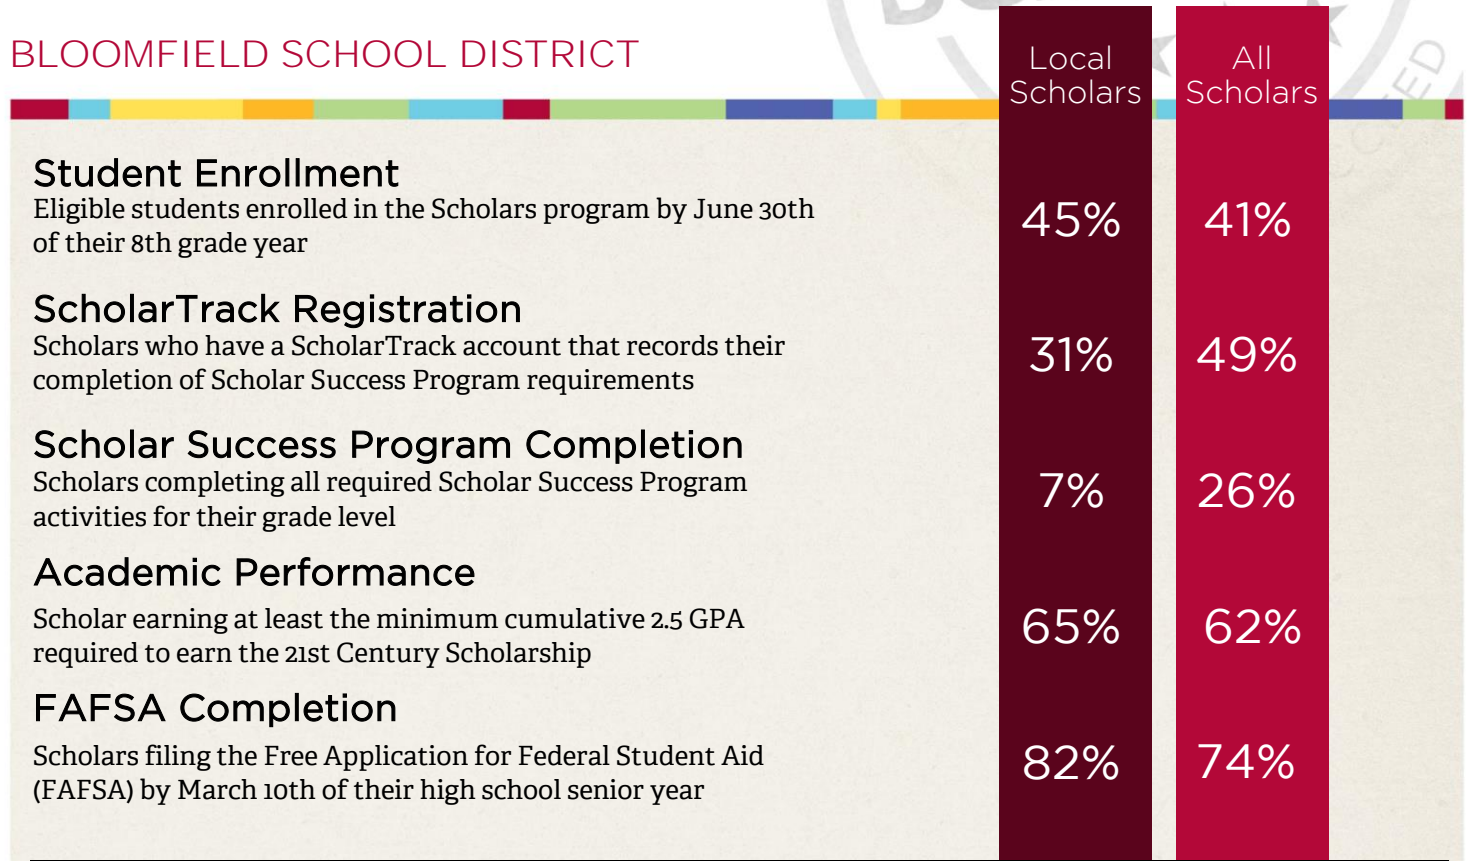 BLOOMFIELD SCHOOL DISTRICT
Local
Scholars
All
Scholars
Student Enrollment
Eligible students enrolled in the Scholars program by June 30th
of their 8th grade year
45%
41%
ScholarTrack Registration
Scholars who have a ScholarTrack account that records their
completion of Scholar Success Program requirements
31%
49%
Scholar Success Program Completion
Scholars completing all required Scholar Success Program
activities for their grade level
7%
26%
Academic Performance
Scholar earning at least the minimum cumulative 2.5 GPA
required to earn the 21st Century Scholarship
65%
62%
FAFSA Completion
Scholars filing the Free Application for Federal Student Aid
(FAFSA) by March 10th of their high school senior year
82%
74%